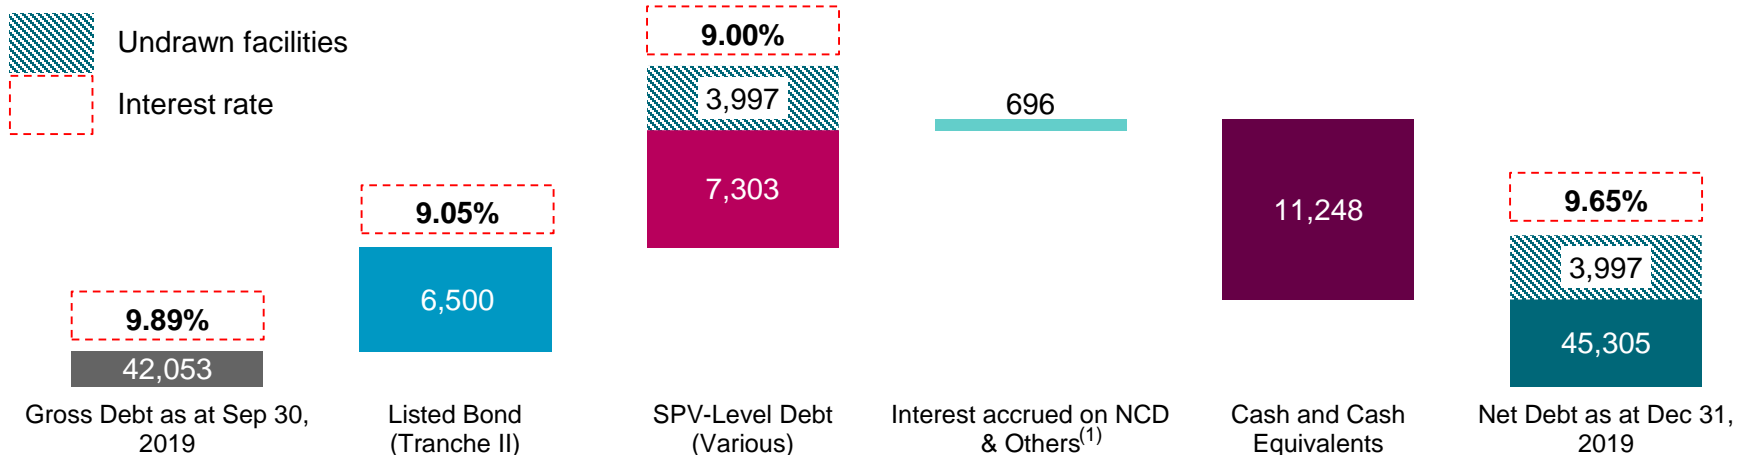 Undrawn facilities
Interest rate
9.89%
42,053
Gross Debt as at Sep 30,
2019
9.05%
6,500
Listed Bond
(Tranche II)
9.00%
3,997
7,303
SPV-Level Debt
(Various)
696
Interest accrued on NCD
& Others(1)
11,248
Cash and Cash
Equivalents
9.65%
3,997
45,305
Net Debt as at Dec 31,
2019